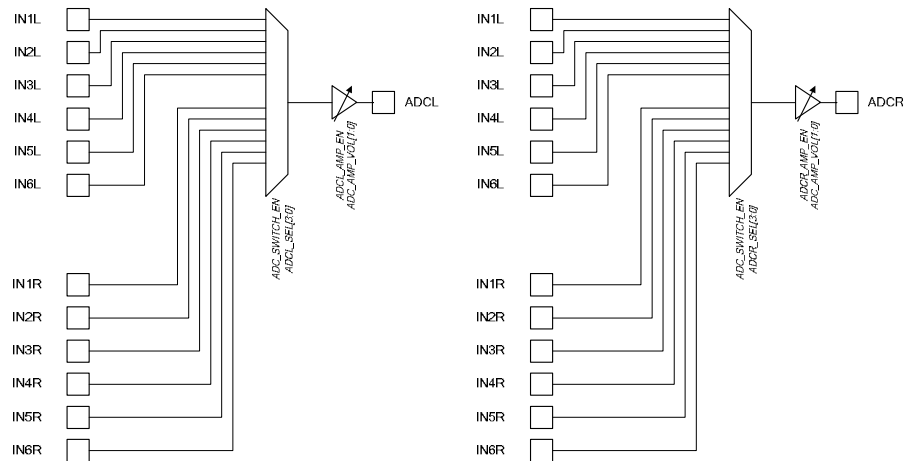 IN1L
IN2L
IN3L
IN4L
IN5L
IN6L
ADCL
ADCL_AMP_EN
ADC_AMP_VOL[1:0]
ADC_SWITCH_EN
ADCL_SEL[3:0]
IN1R
IN2R
IN3R
IN4R
IN5R
IN6R
IN1L
IN2L
IN3L
IN4L
IN5L
IN6L
ADCR
ADCR_AMP_EN
ADC_AMP_VOL[1:0]
ADC_SWITCH_EN
ADCR_SEL[3:0]
IN1R
IN2R
IN3R
IN4R
IN5R
IN6R